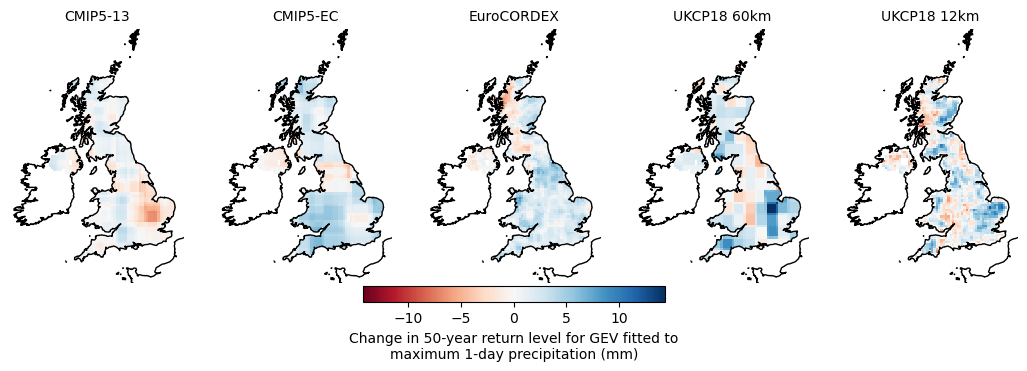 CMIP5-13 CMIP5-EC EuroCORDEX UKCP18 60km UKCP18 12km
−10 −5 0 5 10
Change in 50-year return level for GEV fitted to
maximum 1-day precipitation (mm)